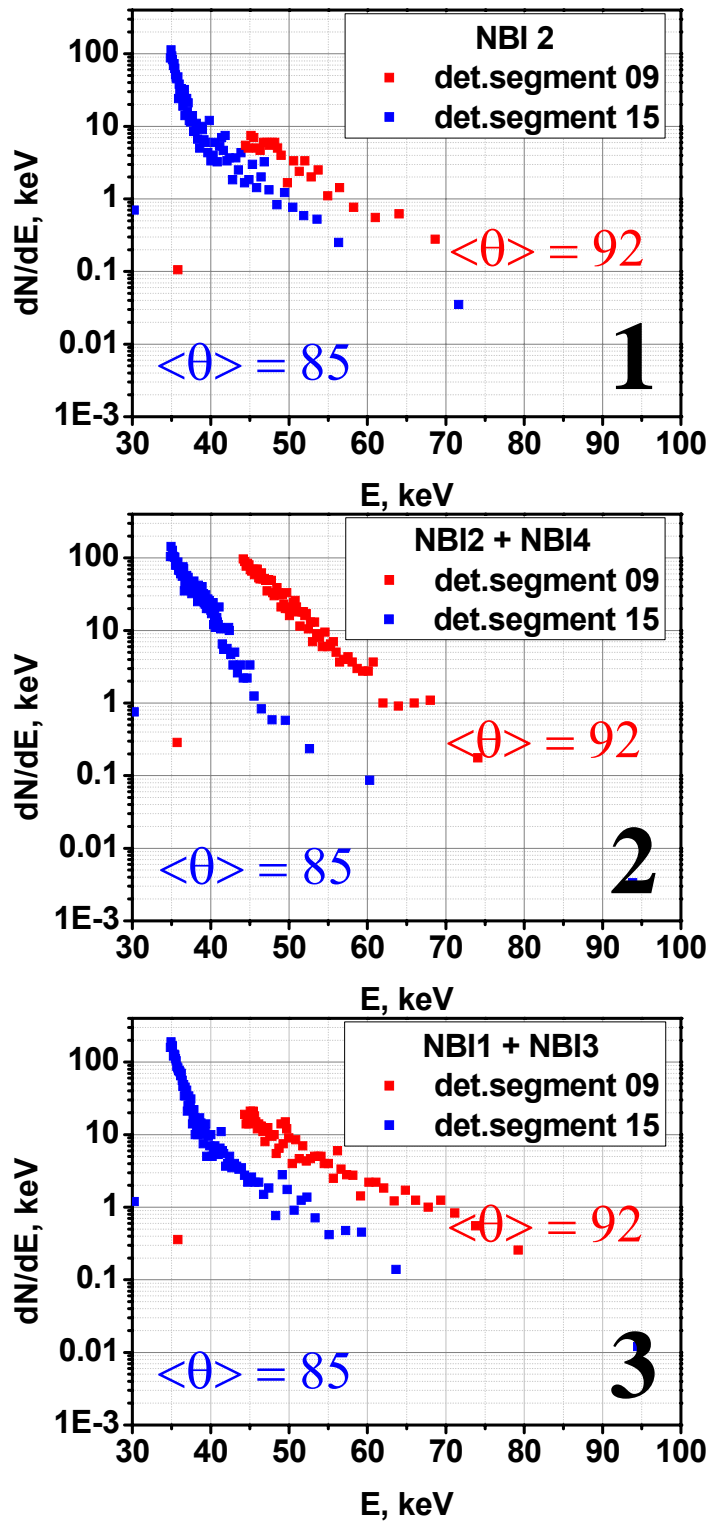 NBI 2
det.segment 09
det.segment 15
100
10
1
0.1
0.01
1E-3
dN/dE, keV
<θ> = 92
<θ> = 85
1
30 40 50 60 70 80 90 100
E, keV
NBI2 + NBI4
det.segment 09
det.segment 15
100
10
1
0.1
0.01
1E-3
dN/dE, keV
<θ> = 92
<θ> = 85
2
30 40 50 60 70 80 90 100
E, keV
NBI1 + NBI3
det.segment 09
det.segment 15
100
10
1
0.1
0.01
1E-3
dN/dE, keV
<θ> = 92
<θ> = 85
3
30 40 50 60 70 80 90 100
E, keV